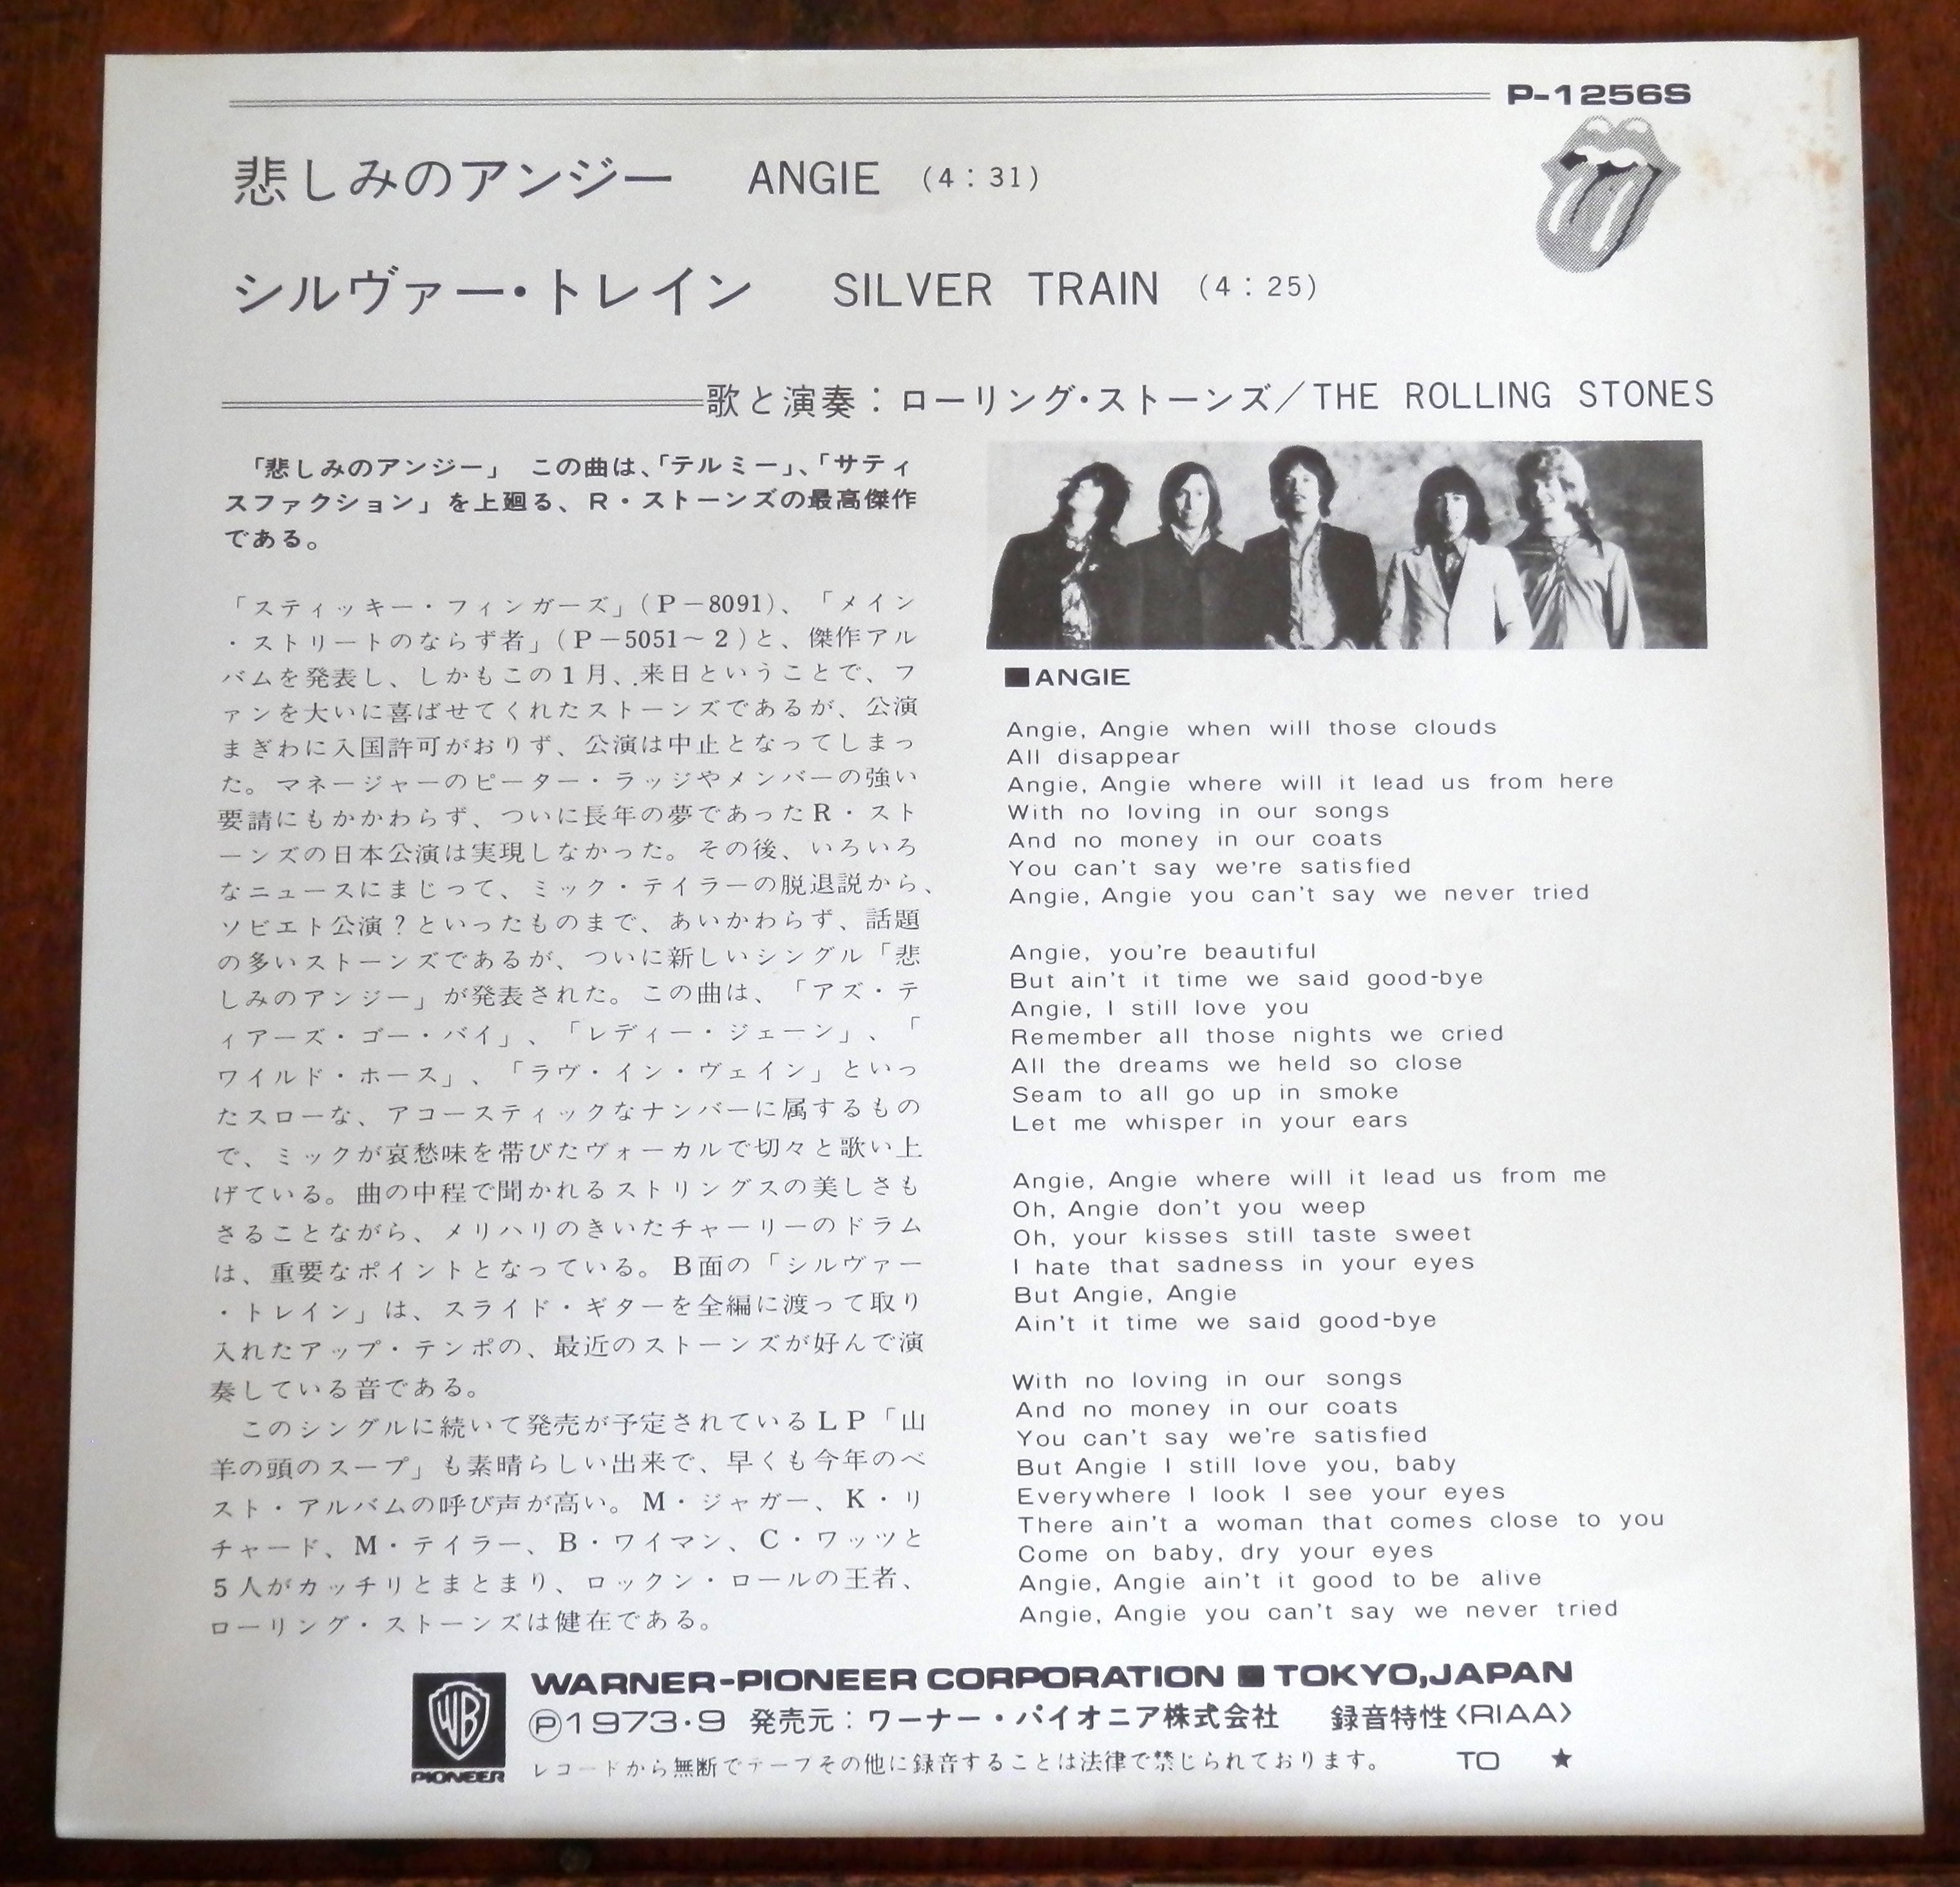 P-1256S
悲しみのアンジー ANGIE (4:31)
シルヴァー・トレイン SILVER TRAIN (4:25)
歌と演奏:ローリング・ストーンズ/THE ROLLING STONES
「悲しみのアンジー」 この曲は、「テルミー」、「サティ
スファクション」を上廻る、R・ストーンズの最高傑作
である。
「スティッキー・フィンガーズ」(P-8091)、「メイン
・ストリートのならず者」(P-5051~2)と、傑作アル
バムを発表し、しかもこの1月、来日ということで、フ
ァンを大いに喜ばせてくれたストーンズであるが、公演
まぎわに入国許可がおりず、公演は中止となってしまっ
た。マネージャーのピーター・ラッジやメンバーの強い
要請にもかかわらず、ついに長年の夢であったR・スト
ーンズの日本公演は実現しなかった。その後、いろいろ
なニュースにまじって、ミック・テイラーの脱退説から、
ソビエト公演?といったものまで、あいかわらず、話題
の多いストーンズであるが、ついに新しいシングル「悲
しみのアンジー」が発表された。この曲は、「アズ・テ
ィアーズ・ゴー・バイ」、「レディー・ジェーン」、「
ワイルド・ホース」、「ラヴ・イン・ヴェイン」といっ
たスローな、アコースティックなナンバーに属するもの
で、ミックが哀愁味を帯びたヴォーカルで切々と歌い上
げている。曲の中程で聞かれるストリングスの美しさも
さることながら、メリハリのきいたチャーリーのドラム
は、重要なポイントとなっている。B面の「シルヴァー
・トレイン」は、スライド・ギターを全編に渡って取り
入れたアップ・テンポの、最近のストーンズが好んで演
奏している音である。
このシングルに続いて発売が予定されているLP「山
羊の頭のスープ」も素晴らしい出来で、早くも今年のベ
スト・アルバムの呼び声が高い。M・ジャガー、K・リ
チャード、M・テイラー、B・ワイマン、C・ワッツと
5人がカッチリとまとまり、ロックン・ロールの王者、
ローリング・ストーンズは健在である。
■ANGIE
Angie, Angie when will those clouds
All disappear
Angie, Angie where will it lead us from here
With no loving in our songs
And no money in our coats
You can't say we're satisfied
Angie, Angie you can't say we never tried
Angie, you're beautiful
But ain't it time we said good-bye
Angie, I still love you
Remember all those nights we cried
All the dreams we held so close
Seam to all go up in smoke
Let me whisper in your ears
Angie, Angie where will it lead us from me
Oh, Angie don't you weep
Oh, your kisses still taste sweet
I hate that sadness in your eyes
But Angie, Angie
Ain't it time we said good-bye
With no loving in our songs
And no money in our coats
You can't say we're satisfied
But Angie I still love you, baby
Everywhere I look I see your eyes
There ain't a woman that comes close to you
Come on baby, dry your eyes
Angie, Angie ain't it good to be alive
Angie, Angie you can't say we never tried
WB
PIONEER
WARNER-PIONEER CORPORATION ■ TOKYO,JAPAN
Ⓟ1973・9 発売元:ワーナー・パイオニア株式会社 録音特性〈RIAA〉
レコードから無断でテープその他に録音することは法律で禁じられております。 TO ★